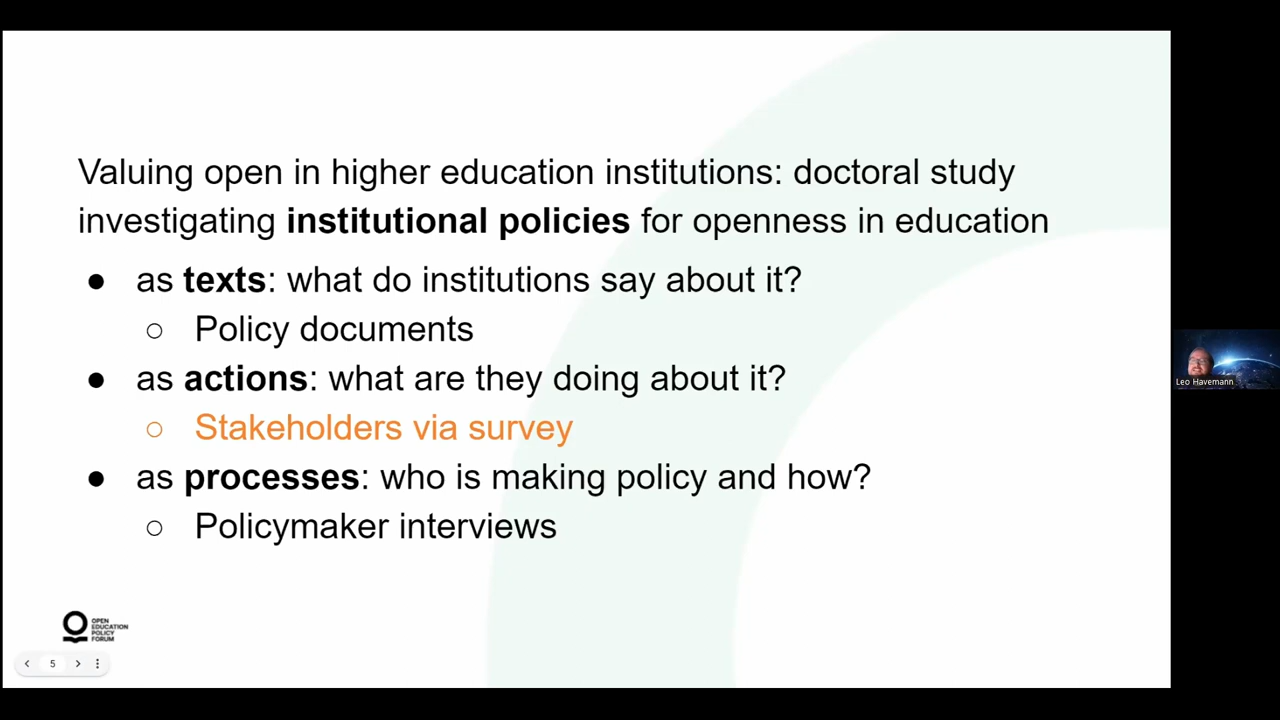 Valuing open in higher education institutions: doctoral study
investigating institutional policies for openness in education
● as texts: what do institutions say about it?
○ Policy documents
● as actions: what are they doing about it?
○ Stakeholders via survey
● as processes: who is making policy and how?
○ Policymaker interviews
OPEN
EDUCATION
POLICY
FORUM
5
Leo Havemann